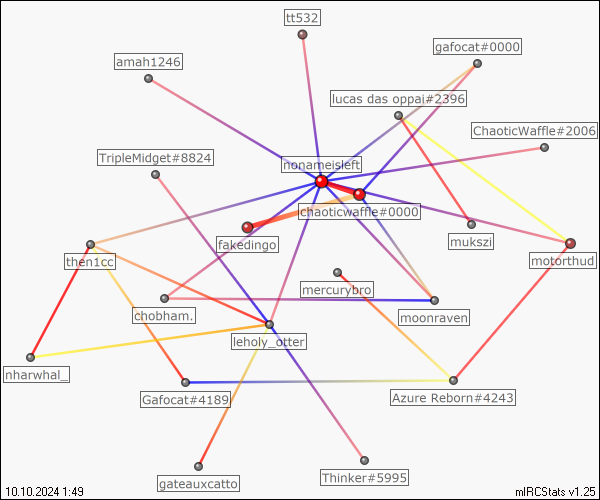 tt532
gafocat#0000
amah1246
lucas das oppai#2396
ChaoticWaffle#2006
TripleMidget#8824
nonameisleft
chaoticwaffle#0000
fakedingo
mukszi
then1cc
motorthud
mercurybro
chobham.
moonraven
leholy_otter
nharwhal_
Gafocat#4189
Azure Reborn#4243
gateauxcatto
Thinker#5995
10.10.2024 1:49
mIRCStats v1.25